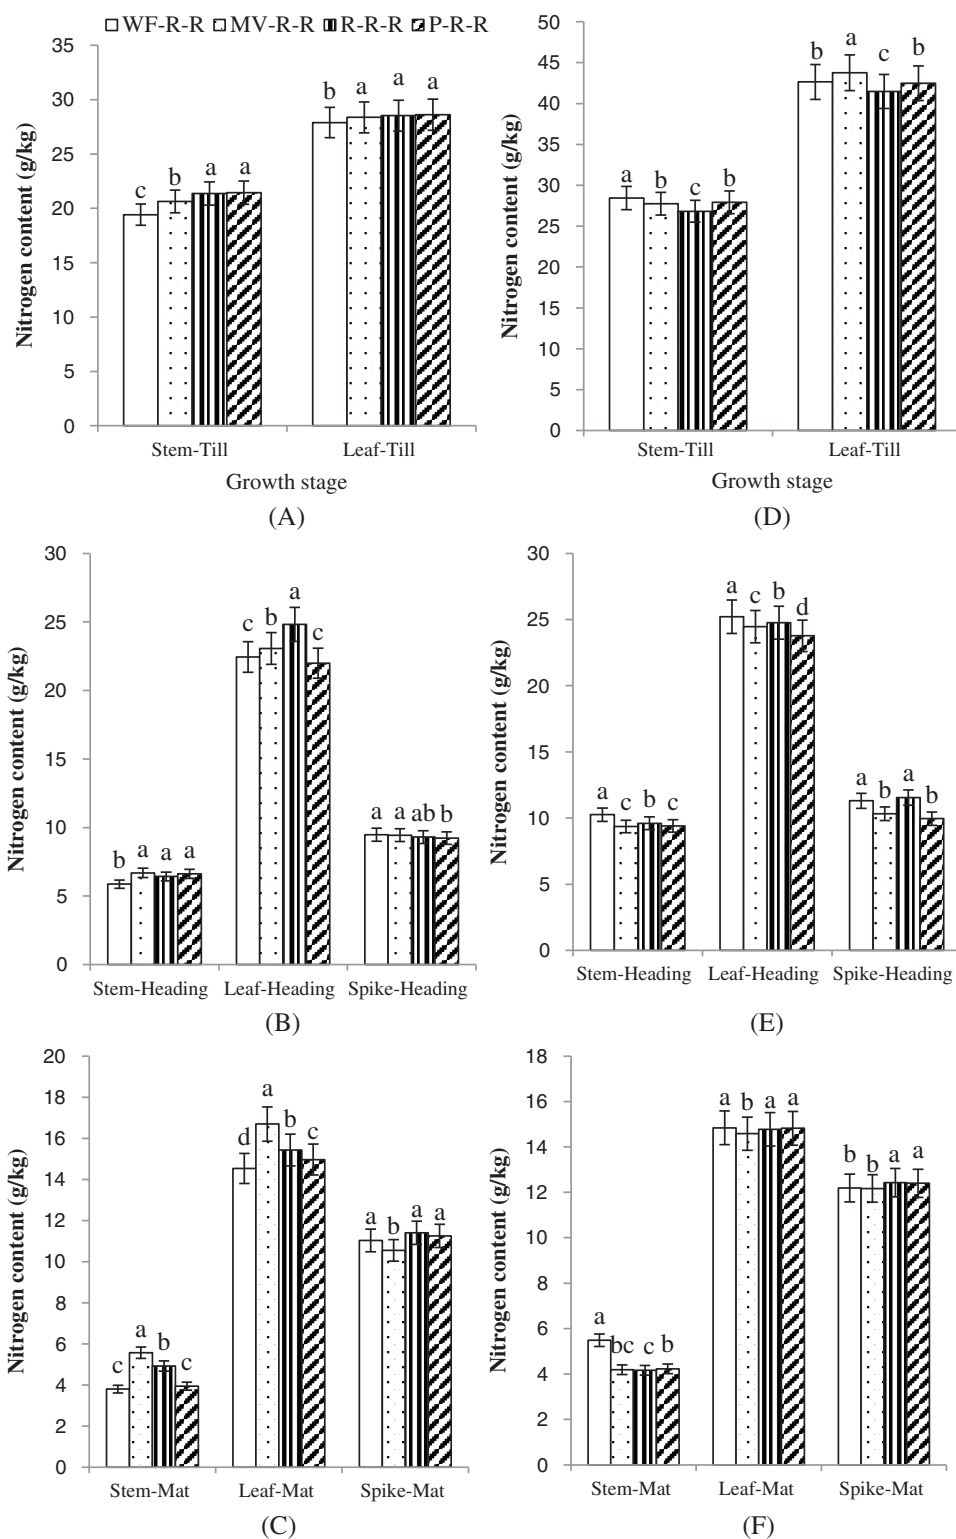 WF-R-R MV-R-R R-R-R P-R-R
35
30
25
20
15
10
5
0
Nitrogen content (g/kg)
c b a a
b a a a
Stem-Till Leaf-Till
Growth stage
(A)
50
45
40
35
30
25
20
15
10
5
0
Nitrogen content (g/kg)
a b c b
b a c b
Stem-Till Leaf-Till
Growth stage
(D)
30
25
20
15
10
5
0
Nitrogen content (g/kg)
b a a a
c b a c
a a ab b
Stem-Heading Leaf-Heading Spike-Heading
(B)
30
25
20
15
10
5
0
Nitrogen content (g/kg)
a c b c
a c b d
a b a b
Stem-Heading Leaf-Heading Spike-Heading
(E)
20
18
16
14
12
10
8
6
4
2
0
Nitrogen content (g/kg)
c a b c
d a b c
a b a a
Stem-Mat Leaf-Mat Spike-Mat
(C)
18
16
14
12
10
8
6
4
2
0
Nitrogen content (g/kg)
a bc c b
a b a a
b b a a
Stem-Mat Leaf-Mat Spike-Mat
(F)